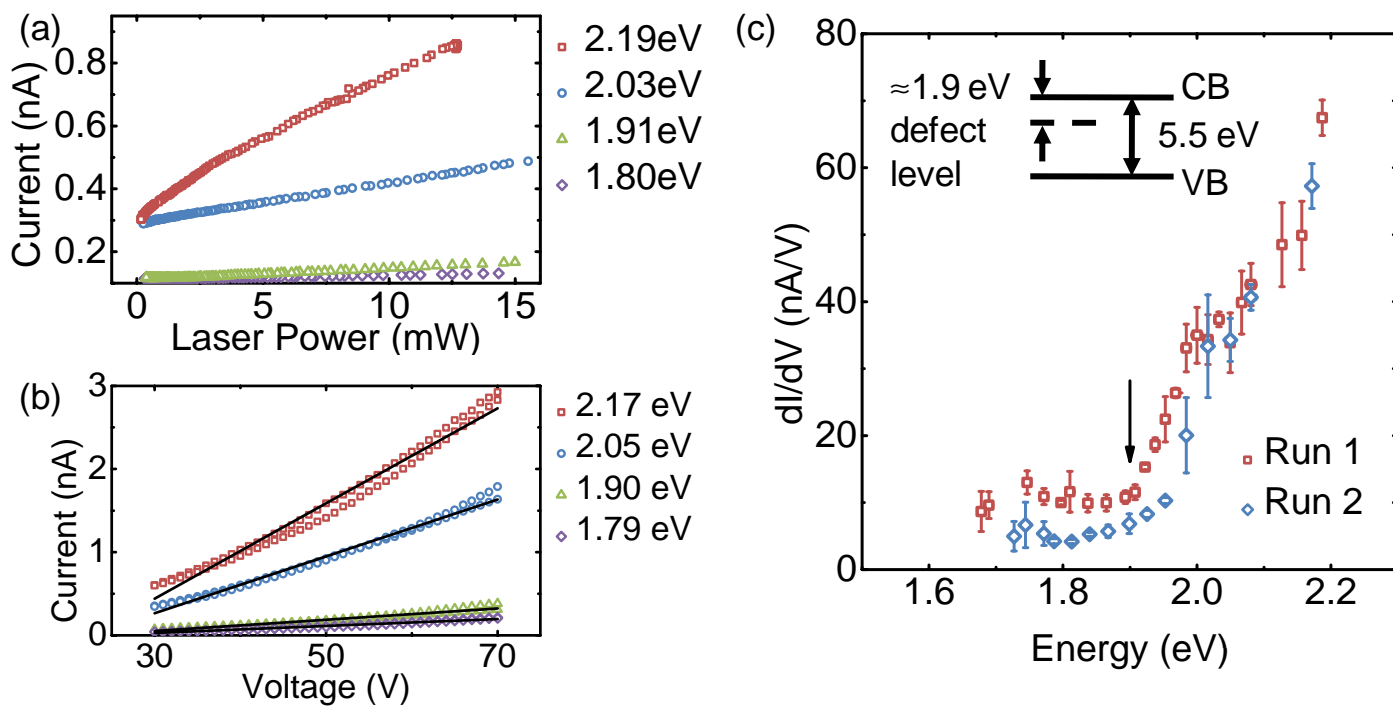 (a)
Current (nA)
0.8
0.6
0.4
0.2
0
5
10
15
Laser Power (mW)
2.19eV
2.03eV
1.91eV
1.80eV
(b)
Current (nA)
3
2
1
0
30
50
70
Voltage (V)
2.17 eV
2.05 eV
1.90 eV
1.79 eV
(c)
dI/dV (nA/V)
80
60
40
20
0
1.6
1.8
2.0
2.2
Energy (eV)
≈1.9 eV
defect
level
CB
5.5 eV
VB
Run 1
Run 2